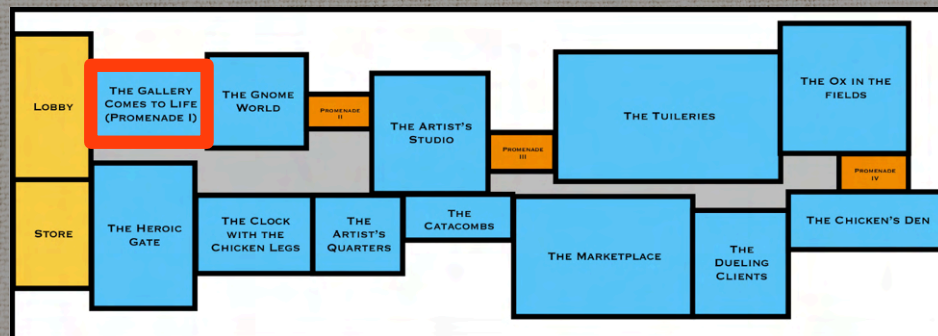 Lobby
The Gallery
Comes to Life
(Promenade I)
The Gnome
World
Promenade
II
The Artist's
Studio
Promenade
III
The Tuileries
The Ox in the
fields
Promenade
IV
Store
The Heroic
Gate
The Clock
with the
Chicken Legs
The
Artist's
Quarters
The
Catacombs
The Marketplace
The
Dueling
Clients
The Chicken's Den